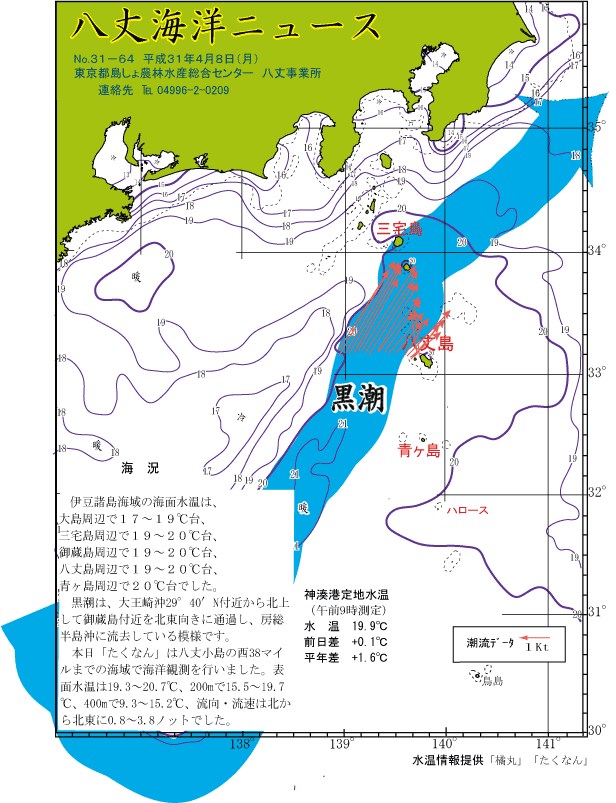 八丈海洋ニュース
No.31－64 平成31年4月8日(月)
東京都島しょ農林水産総合センター 八丈事業所
連絡先 ℡ 04996-2-0209
35°
三宅島
34°
八丈島
33°
黒潮
青ヶ島
海 況
32°
ハロース
伊豆諸島海域の海面水温は、
大島周辺で１７～１９℃台、
三宅島周辺で１９～２０℃台、
御蔵島周辺で１９～２０℃台、
八丈島周辺で１９～２０℃台、
青ヶ島周辺で２０℃台でした。
黒潮は、大王崎沖29°40′N付近から北上
して御蔵島付近を北東向きに通過し、房総
半島沖に流去している模様です。
本日「たくなん」は八丈小島の西38マイ
ルまでの海域で海洋観測を行いました。表
面水温は19.3～20.7℃、200mで15.5～19.7
℃、400mで9.3～15.2℃、流向・流速は北か
ら北東に0.8～3.8ノットでした。
神湊港定地水温
(午前9時測定)
水 温 19.9℃
前日差 +0.1℃
平年差 +1.6℃
31°
潮流ﾃﾞｰﾀ
1 Kt
鳥島
30°
138°
139°
140°
141°
水温情報提供「橘丸」「たくなん」